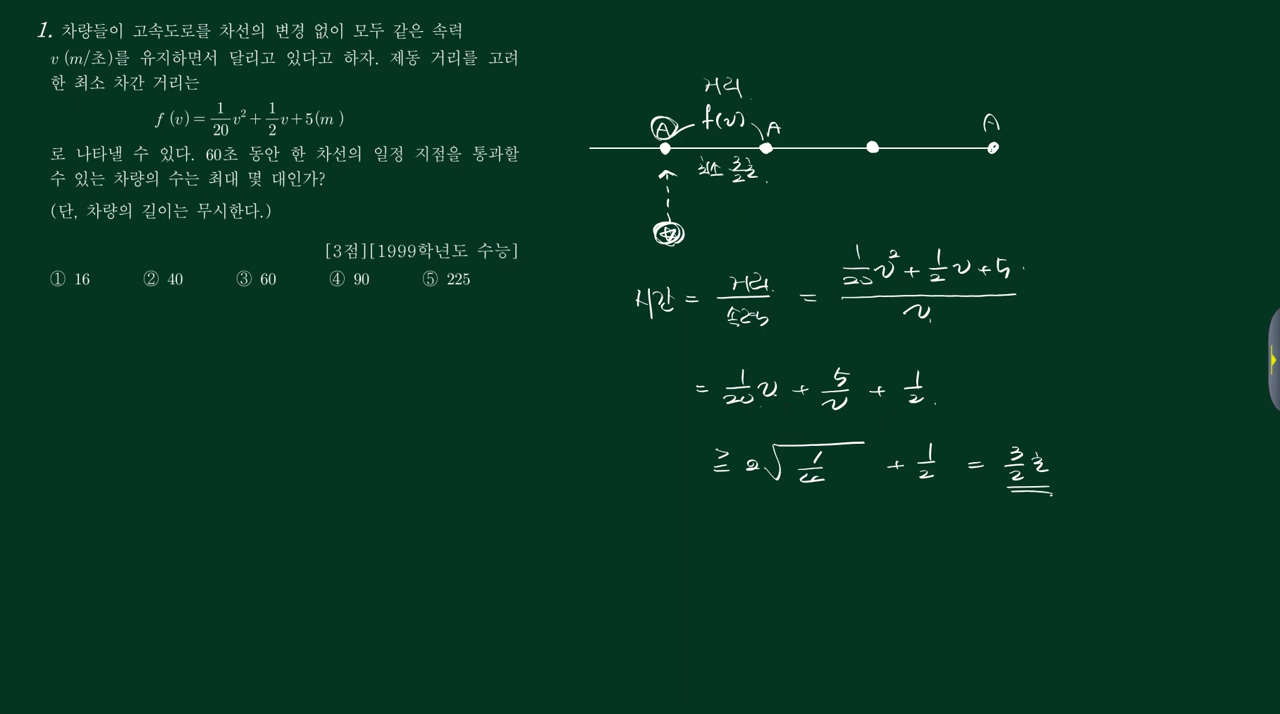 1. 차량들이 고속도로를 차선의 변경 없이 모두 같은 속력
v (m/초)를 유지하면서 달리고 있다고 하자. 제동 거리를 고려
한 최소 차간 거리는
f (v) = 1/20 v² + 1/2 v + 5 (m)
로 나타낼 수 있다. 60초 동안 한 차선의 일정 지점을 통과할
수 있는 차량의 수는 최대 몇 대인가?
(단, 차량의 길이는 무시한다.)
[3점][1999학년도 수능]
① 16 ② 40 ③ 60 ④ 90 ⑤ 225
거리
A f(v) A A
최소 3/2 초
시간 = 거리/속력 = (1/20 v² + 1/2 v + 5)/v
= 1/20 v + 5/v + 1/2
≥ 2√(1/4) + 1/2 = 3/2 초